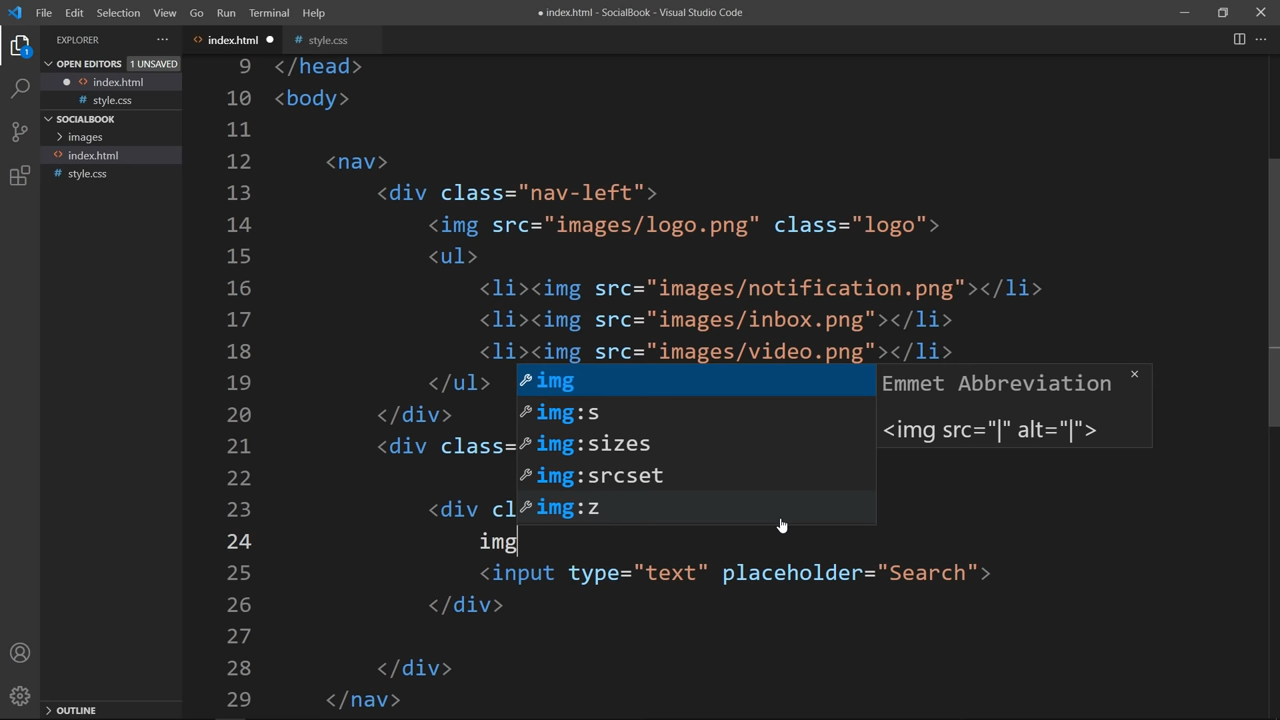 File Edit Selection View Go Run Terminal Help
● index.html - SocialBook - Visual Studio Code
EXPLORER
OPEN EDITORS 1 UNSAVED
index.html
style.css
SOCIALBOOK
images
index.html
style.css
OUTLINE
1
index.html
style.css
9 </head>
10 <body>
11
12 <nav>
13 <div class="nav-left">
14 <img src="images/logo.png" class="logo">
15 <ul>
16 <li><img src="images/notification.png"></li>
17 <li><img src="images/inbox.png"></li>
18 <li><img src="images/video.png"></li>
19 </ul>
20 </div>
21 <div class=
22
23 <div cl
24 img
25 <input type="text" placeholder="Search">
26 </div>
27
28 </div>
29 </nav>
img
img:s
img:sizes
img:srcset
img:z
Emmet Abbreviation
<img src="|" alt="|">